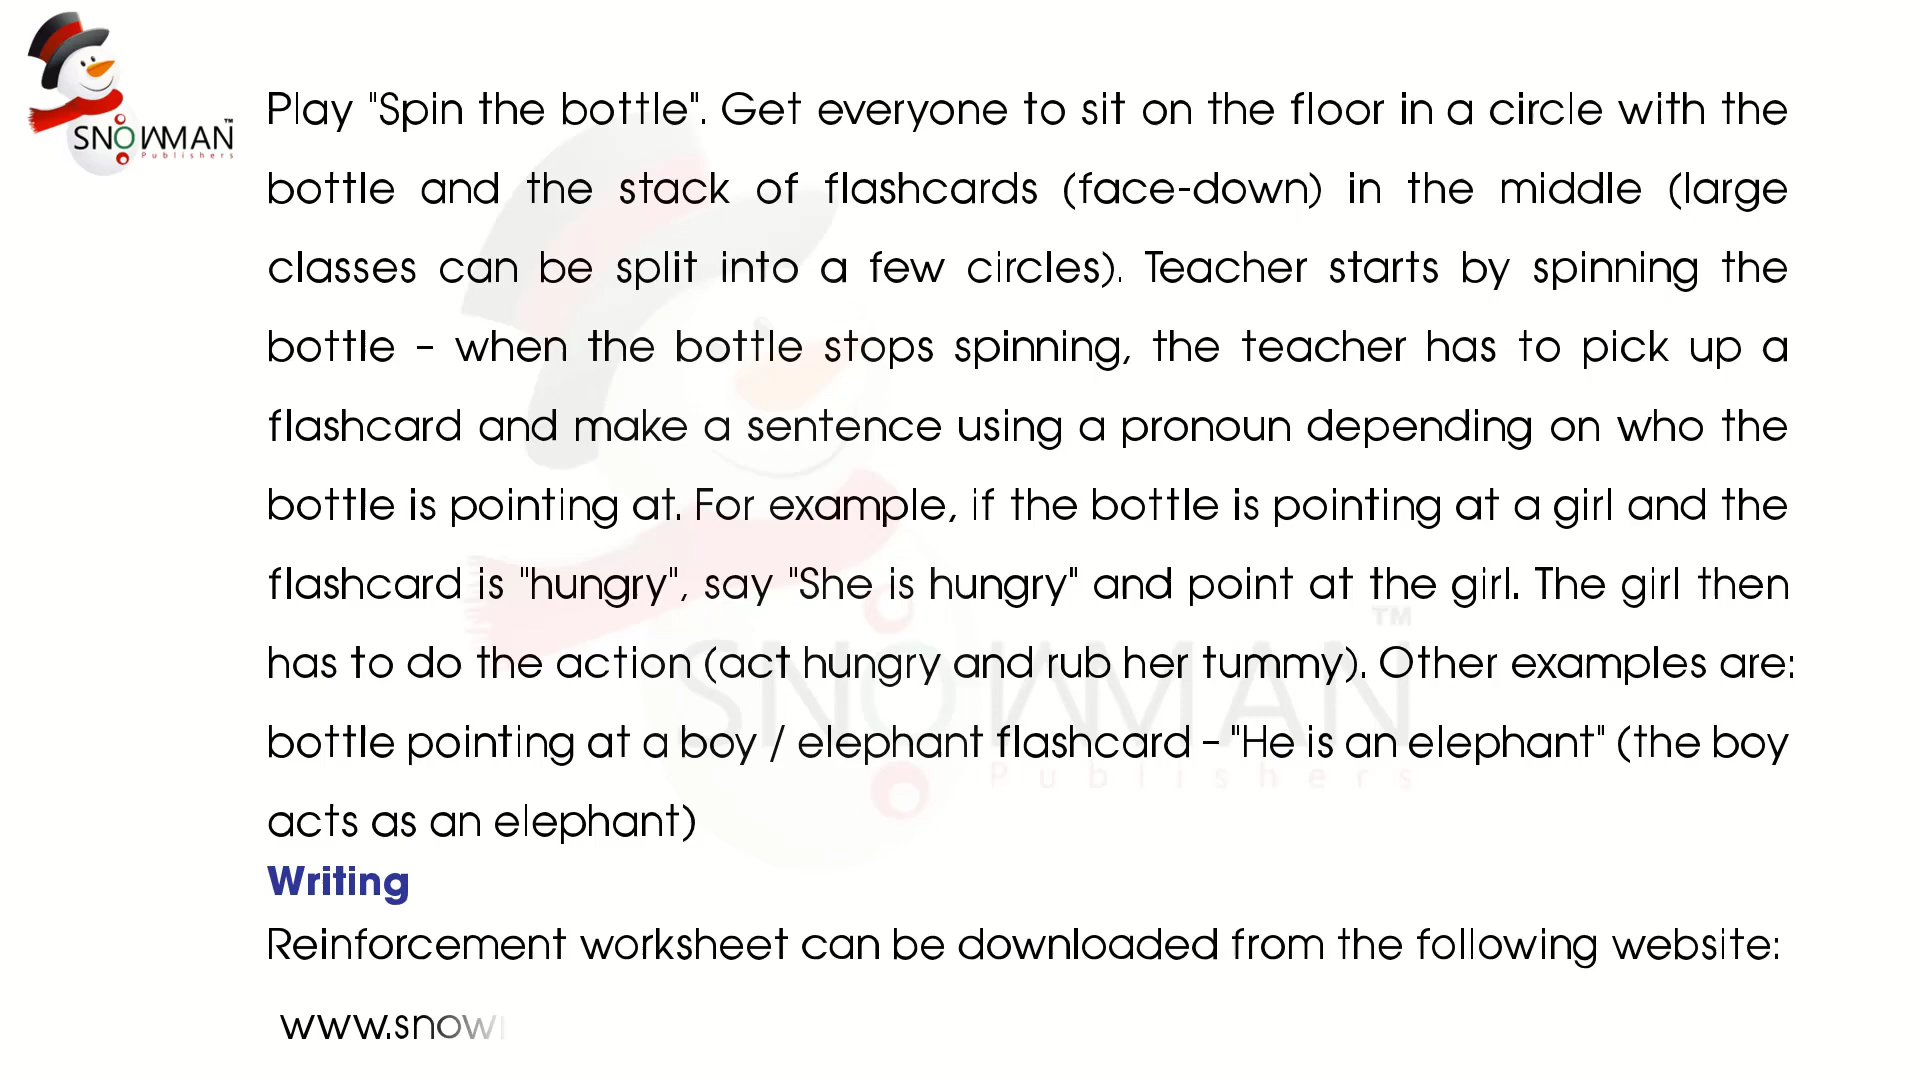 SNOWMAN™
Publishers
Play "Spin the bottle". Get everyone to sit on the floor in a circle with the
bottle and the stack of flashcards (face-down) in the middle (large
classes can be split into a few circles). Teacher starts by spinning the
bottle – when the bottle stops spinning, the teacher has to pick up a
flashcard and make a sentence using a pronoun depending on who the
bottle is pointing at. For example, if the bottle is pointing at a girl and the
flashcard is "hungry", say "She is hungry" and point at the girl. The girl then
has to do the action (act hungry and rub her tummy). Other examples are:
bottle pointing at a boy / elephant flashcard – "He is an elephant" (the boy
acts as an elephant)
SNOWMAN™
Publishers
Writing
Reinforcement worksheet can be downloaded from the following website:
www.snow